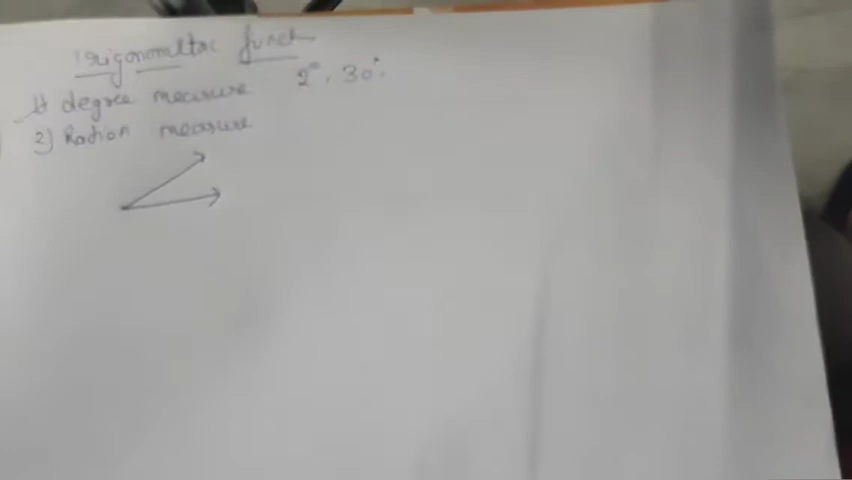 Trigonometric funct
1) degree measure 2°, 30°.
2) Radian measure